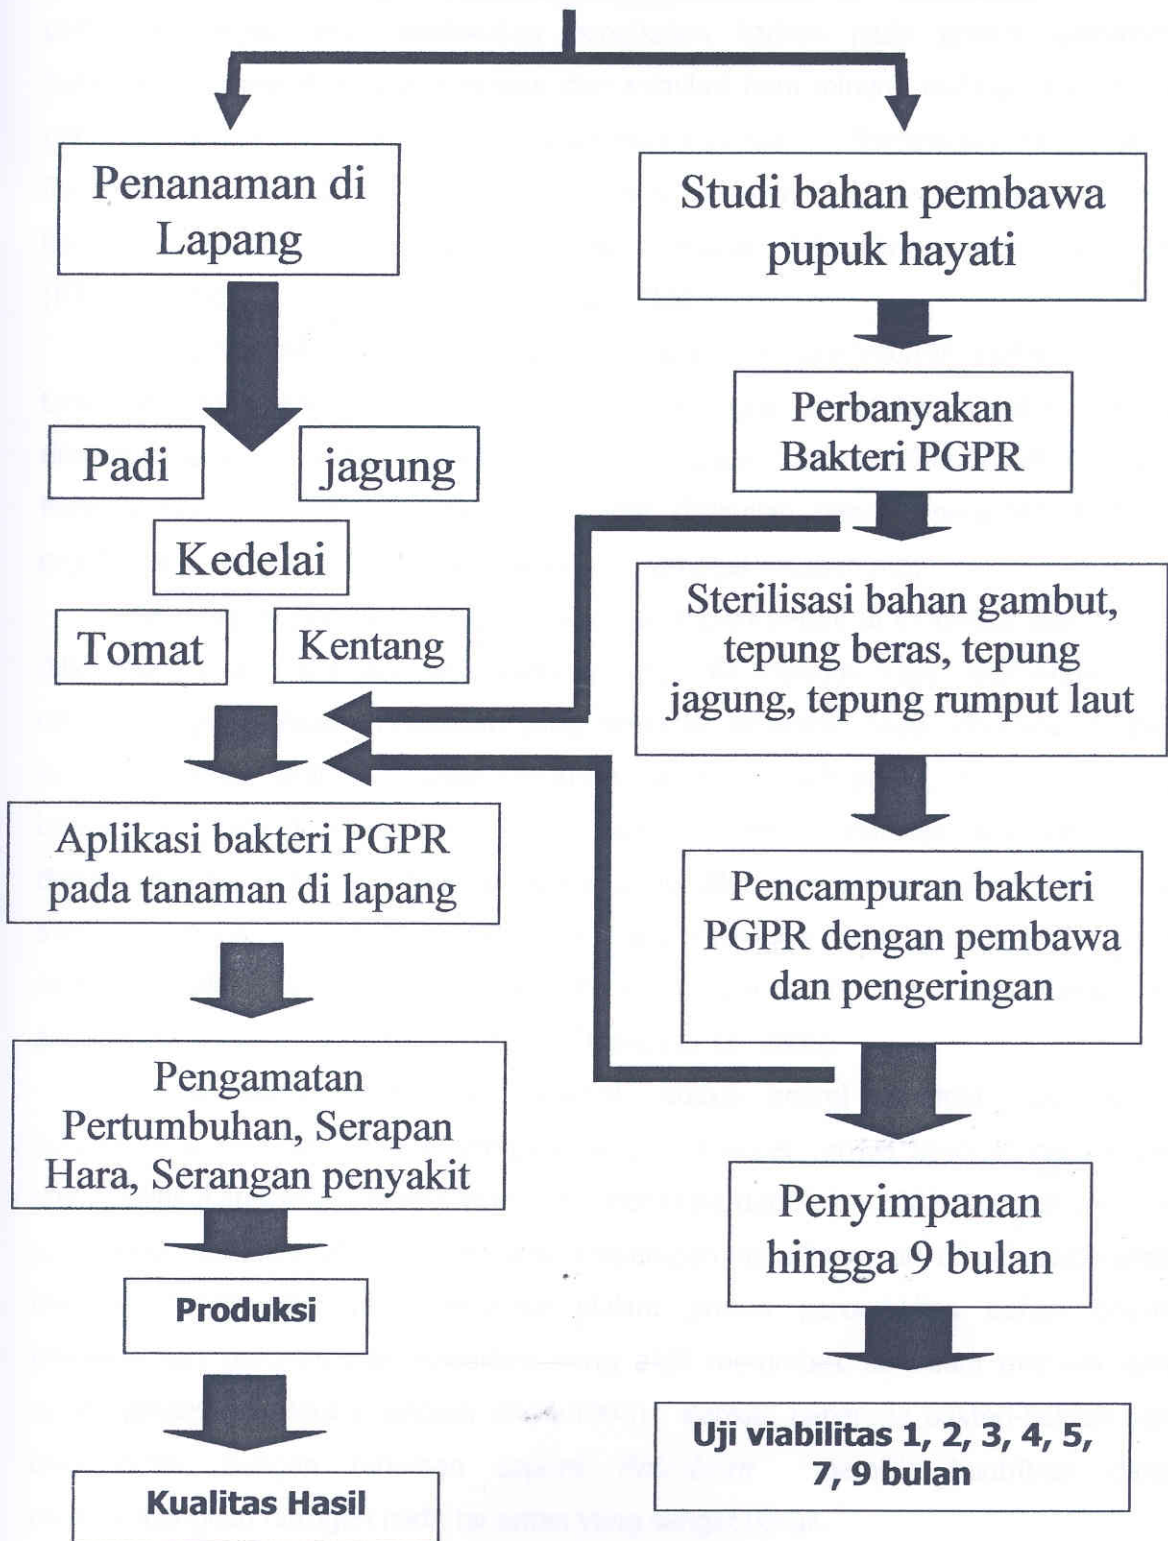 Penanaman di
Lapang
Padi
jagung
Kedelai
Tomat
Kentang
Aplikasi bakteri PGPR
pada tanaman di lapang
Pengamatan
Pertumbuhan, Serapan
Hara, Serangan penyakit
Produksi
Kualitas Hasil
Studi bahan pembawa
pupuk hayati
Perbanyakan
Bakteri PGPR
Sterilisasi bahan gambut,
tepung beras, tepung
jagung, tepung rumput laut
Pencampuran bakteri
PGPR dengan pembawa
dan pengeringan
Penyimpanan
hingga 9 bulan
Uji viabilitas 1, 2, 3, 4, 5,
7, 9 bulan